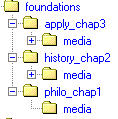 foundations
apply_chap3
media
history_chap2
media
philo_chap1
media